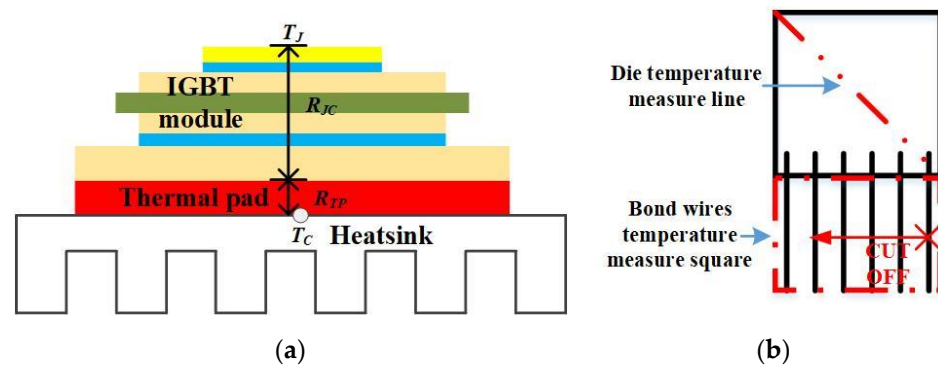 T_J
IGBT
module
R_JC
Thermal pad
R_TP
T_C
Heatsink
(a)
Die temperature
measure line
Bond wires
temperature
measure square
CUT
OFF
(b)